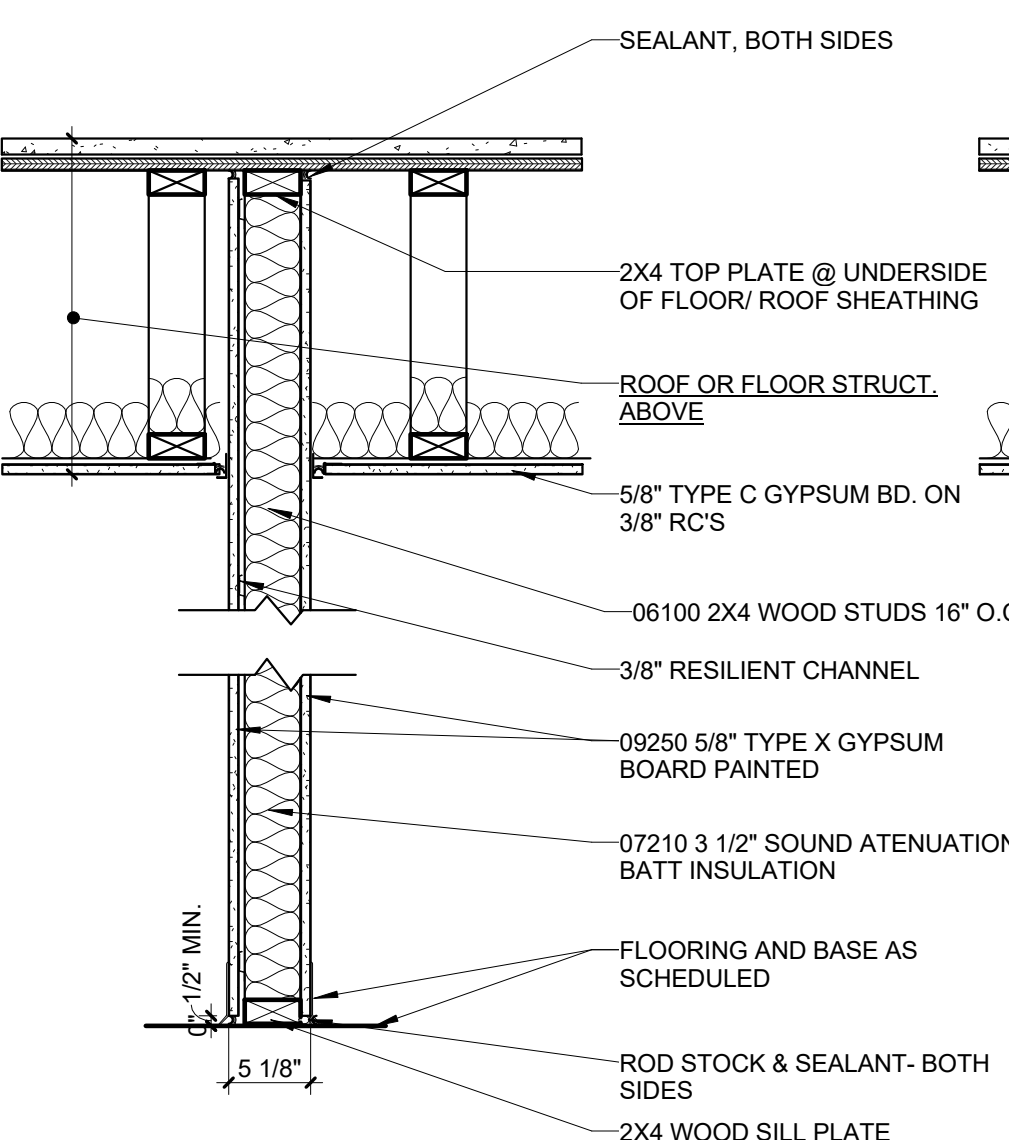 SEALANT, BOTH SIDES
2X4 TOP PLATE @ UNDERSIDE
OF FLOOR/ ROOF SHEATHING
ROOF OR FLOOR STRUCT.
ABOVE
5/8" TYPE C GYPSUM BD. ON
3/8" RC'S
06100 2X4 WOOD STUDS 16" O.C
3/8" RESILIENT CHANNEL
09250 5/8" TYPE X GYPSUM
BOARD PAINTED
07210 3 1/2" SOUND ATENUATION
BATT INSULATION
FLOORING AND BASE AS
SCHEDULED
0" 1/2" MIN.
5 1/8"
ROD STOCK & SEALANT- BOTH
SIDES
2X4 WOOD SILL PLATE